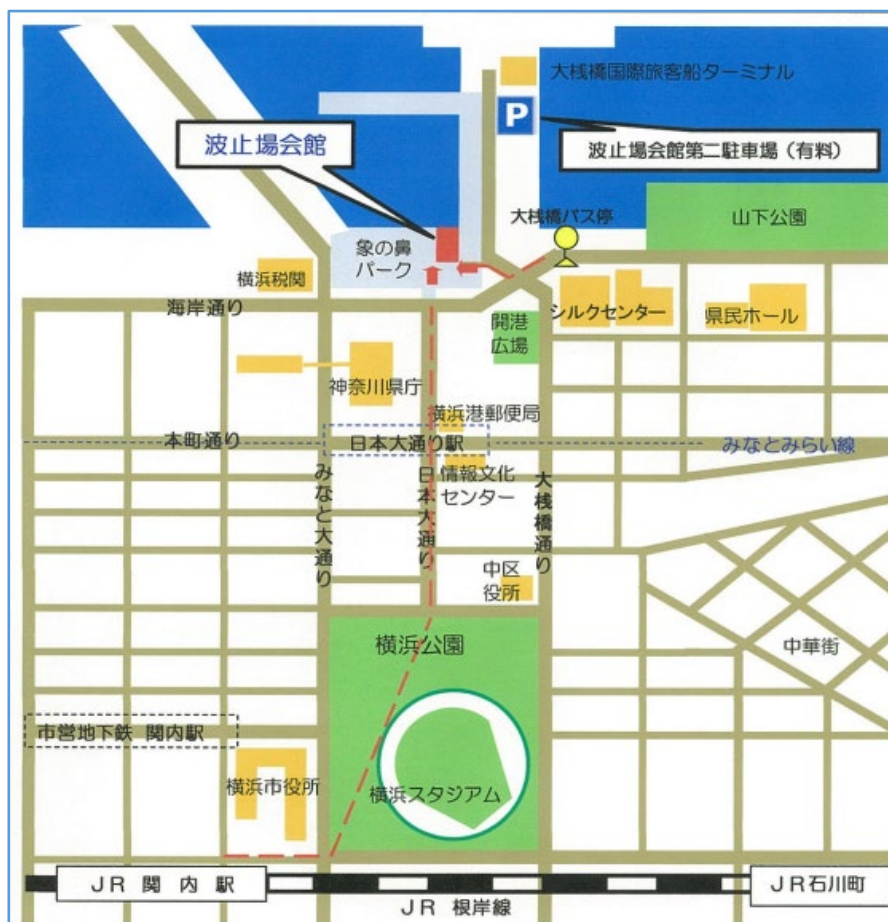 大桟橋国際旅客船ターミナル
P
波止場会館
波止場会館第二駐車場（有料）
大桟橋バス停
山下公園
象の鼻
パーク
横浜税関
海岸通り
シルクセンター
県民ホール
開港
広場
神奈川県庁
横浜港郵便局
本町通り
日本大通り駅
みなとみらい線
情報文化
センター
みなと大通り
日本大通り
大桟橋通り
中区
役所
横浜公園
中華街
市営地下鉄 関内駅
横浜市役所
横浜スタジアム
JR 関内駅
JR石川町
JR 根岸線